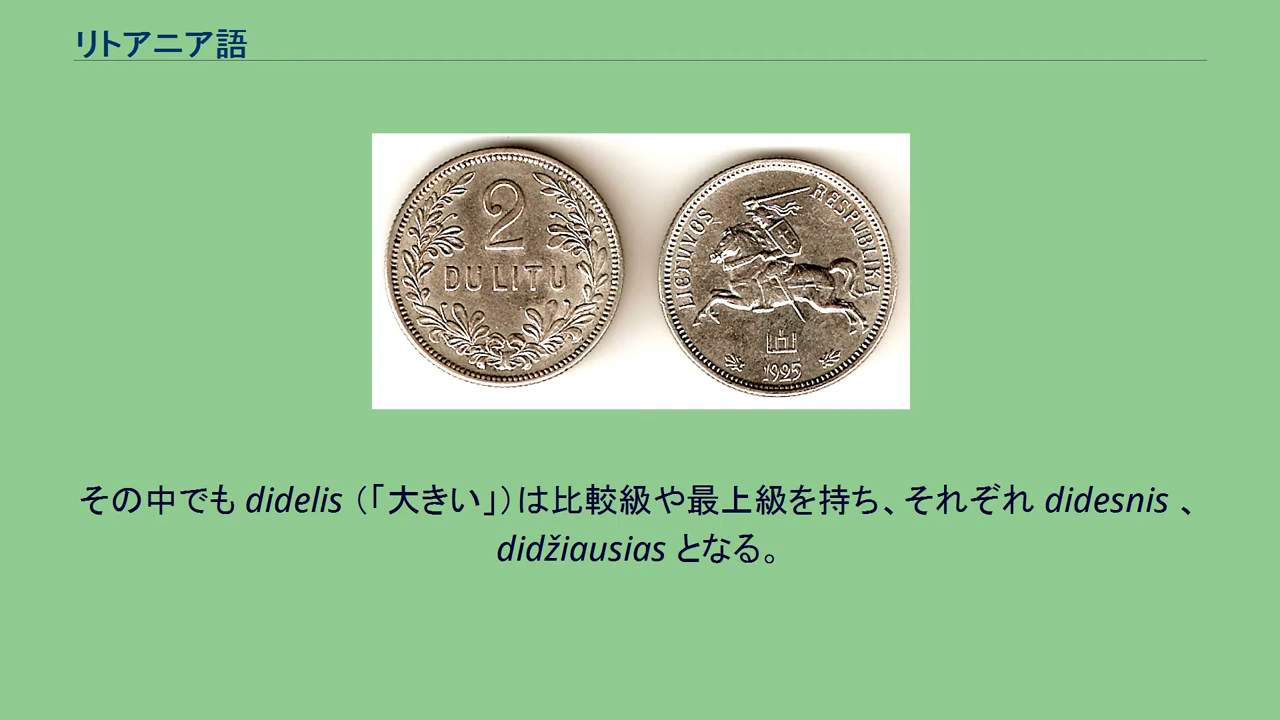 リトアニア語
2
DU LITU
LIETUVOS RESPUBLIKA
1925
その中でも didelis （「大きい」）は比較級や最上級を持ち、それぞれ didesnis 、
didžiausias となる。